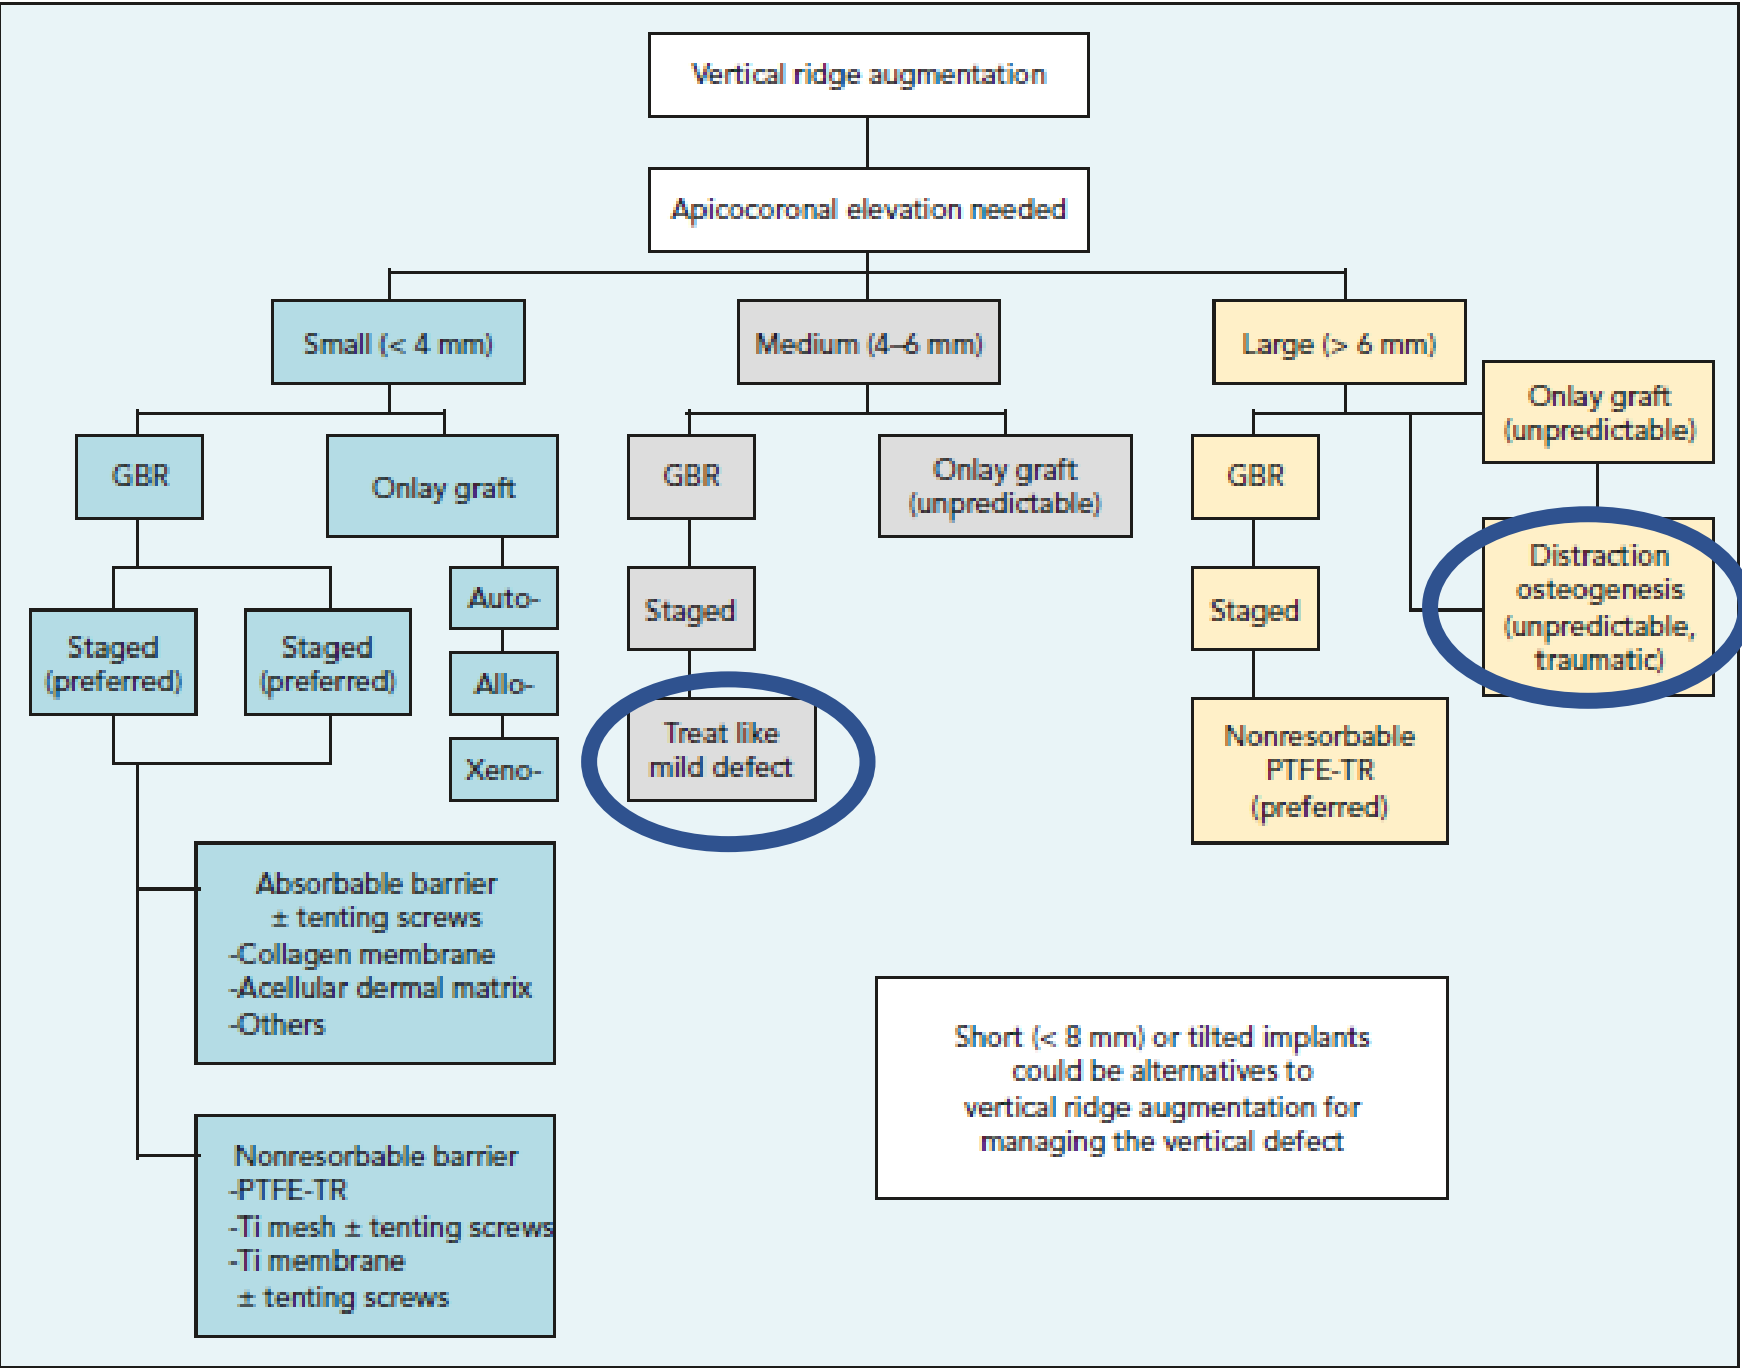 Vertical ridge augmentation
Apicocoronal elevation needed
Small (< 4 mm)
Medium (4–6 mm)
Large (> 6 mm)
GBR
Onlay graft
Staged
(preferred)
Staged
(preferred)
Auto-
Allo-
Xeno-
Absorbable barrier
± tenting screws
-Collagen membrane
-Acellular dermal matrix
-Others
Nonresorbable barrier
-PTFE-TR
-Ti mesh ± tenting screws
-Ti membrane
± tenting screws
GBR
Onlay graft
(unpredictable)
Staged
Treat like
mild defect
GBR
Staged
Nonresorbable
PTFE-TR
(preferred)
Onlay graft
(unpredictable)
Distraction
osteogenesis
(unpredictable,
traumatic)
Short (< 8 mm) or tilted implants
could be alternatives to
vertical ridge augmentation for
managing the vertical defect